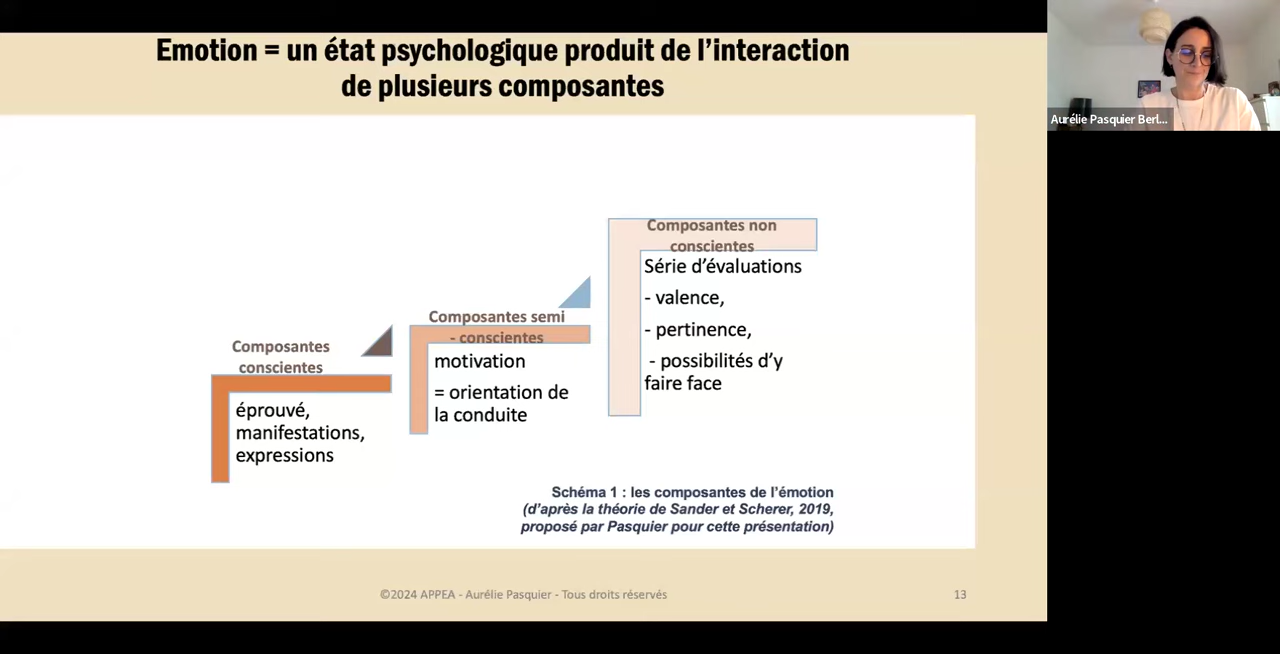 Emotion = un état psychologique produit de l’interaction
de plusieurs composantes
Aurélie Pasquier Berl...
Composantes
conscientes
éprouvé,
manifestations,
expressions
Composantes semi
- conscientes
motivation
= orientation de
la conduite
Composantes non
conscientes
Série d’évaluations
- valence,
- pertinence,
- possibilités d’y
faire face
Schéma 1 : les composantes de l’émotion
(d’après la théorie de Sander et Scherer, 2019,
proposé par Pasquier pour cette présentation)
©2024 APPEA - Aurélie Pasquier - Tous droits réservés
13